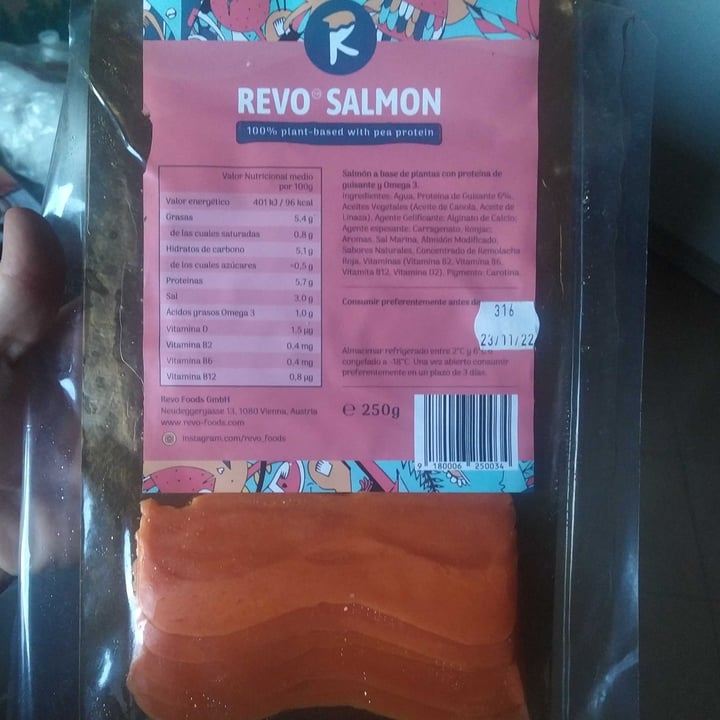 REVO SALMON
100% plant-based with pea protein
Valor Nutricional medio
por 100g
Valor energético 401 kJ / 96 kcal
Grasas 5,4 g
de las cuales saturadas 0,8 g
Hidratos de carbono 5,1 g
de los cuales azúcares <0,5 g
Proteínas 5,7 g
Sal 3,0 g
Ácidos grasos Omega 3 1,0 g
Vitamina D 1,5 µg
Vitamina B2 0,4 mg
Vitamina B6 0,4 mg
Vitamina B12 0,8 µg
Revo Foods GmbH
Neudeggergasse 13, 1080 Vienna, Austria
www.revo-foods.com
instagram.com/revo_foods
Salmón a base de plantas con proteína de
guisante y Omega 3.
Ingredientes: Agua, Proteína de Guisante 6%,
Aceites Vegetales (Aceite de Canola, Aceite de
Linaza), Agente Gelificante: Alginato de Calcio;
Agente espesante: Carragenato, Konjac;
Aromas, Sal Marina, Almidón Modificado,
Sabores Naturales, Concentrado de Remolacha
Roja, Vitaminas (Vitamina B2, Vitamina B6,
Vitamina B12, Vitamina D2), Pigmento: Carotina.
Consumir preferentemente antes de
316
23/11/22
Almacenar refrigerado entre 2°C y 6°C o
congelado a -18°C. Una vez abierto consumir
preferentemente en un plazo de 3 días.
℮ 250g
9 180006 250034